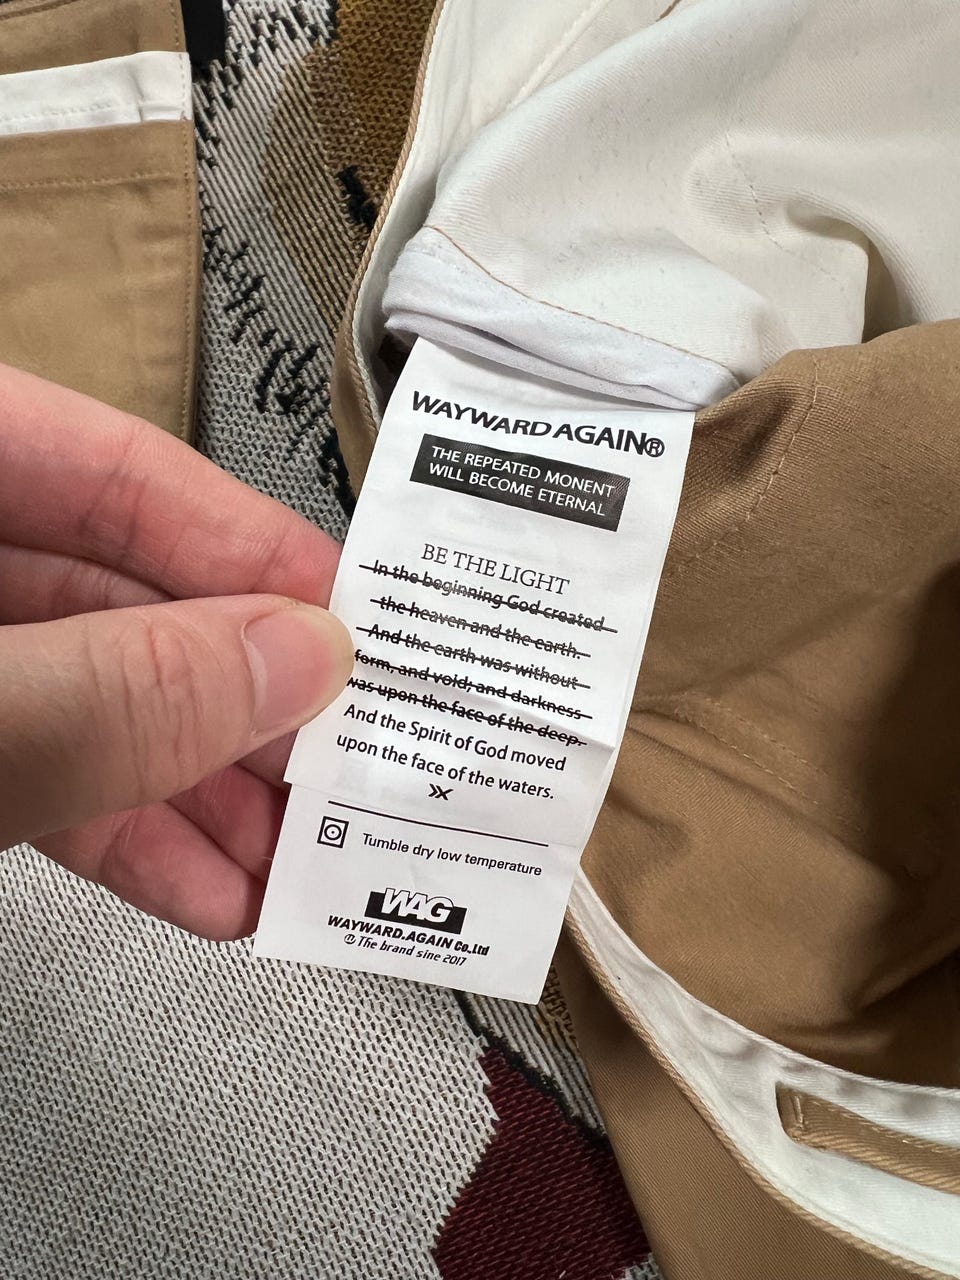 WAYWARD AGAIN®
THE REPEATED MONENT
WILL BECOME ETERNAL
BE THE LIGHT
In the beginning God created
the heaven and the earth.
And the earth was without
form, and void; and darkness
was upon the face of the deep.
And the Spirit of God moved
upon the face of the waters.
Tumble dry low temperature
WAG
WAYWARD.AGAIN Co.,Ltd
® The brand sine 2017